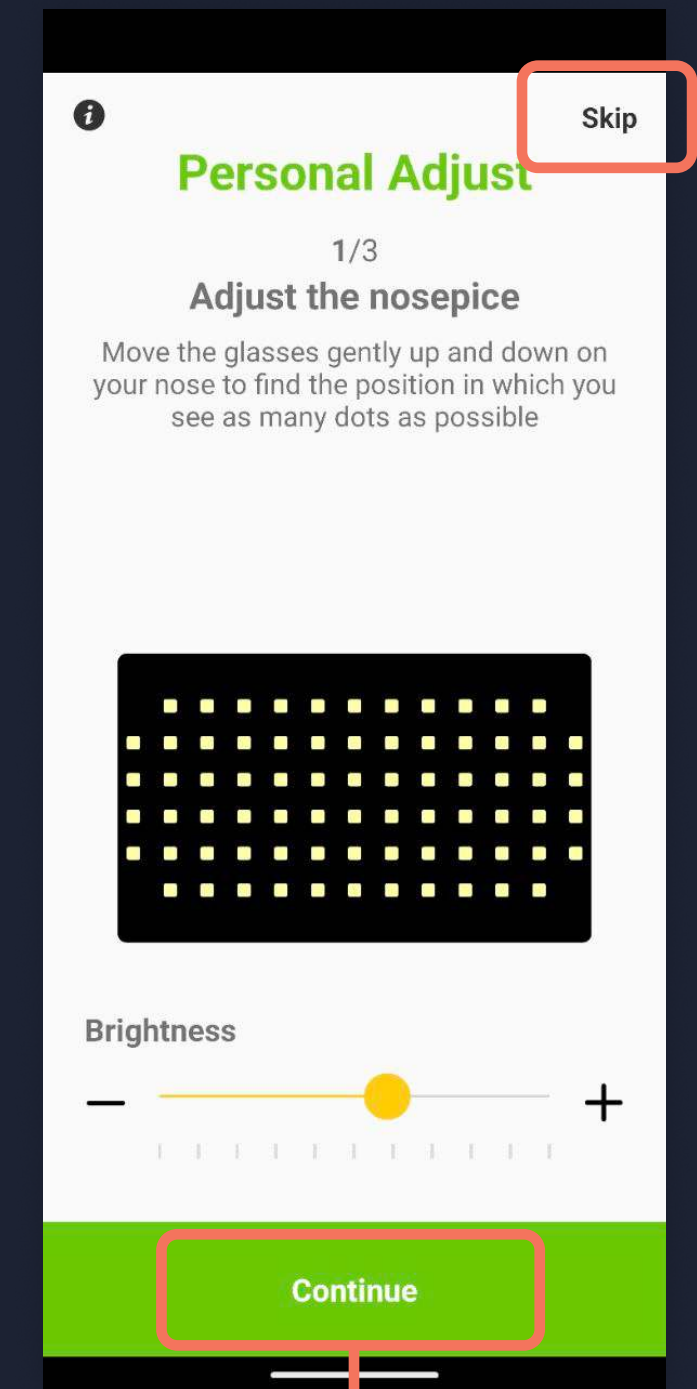 Skip
Personal Adjust
1/3
Adjust the nosepice
Move the glasses gently up and down on
your nose to find the position in which you
see as many dots as possible
Brightness
Continue